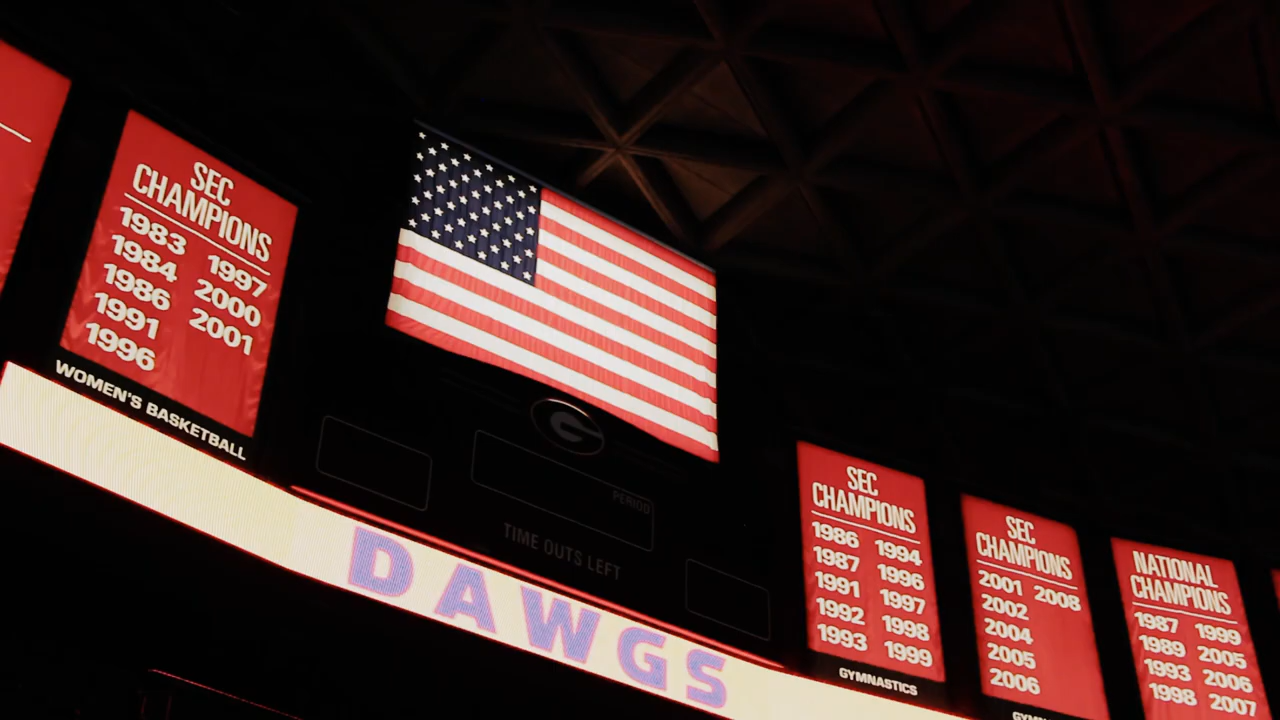 SEC
CHAMPIONS
1983
1984
1986
1991
1996
1997
2000
2001
WOMEN'S BASKETBALL
G
PERIOD
TIME OUTS LEFT
DAWGS
SEC
CHAMPIONS
1986 1994
1987 1996
1991 1997
1992 1998
1993 1999
GYMNASTICS
SEC
CHAMPIONS
2001 2008
2002
2004
2005
2006
NATIONAL
CHAMPIONS
1987 1999
1989 2005
1993 2006
1998 2007